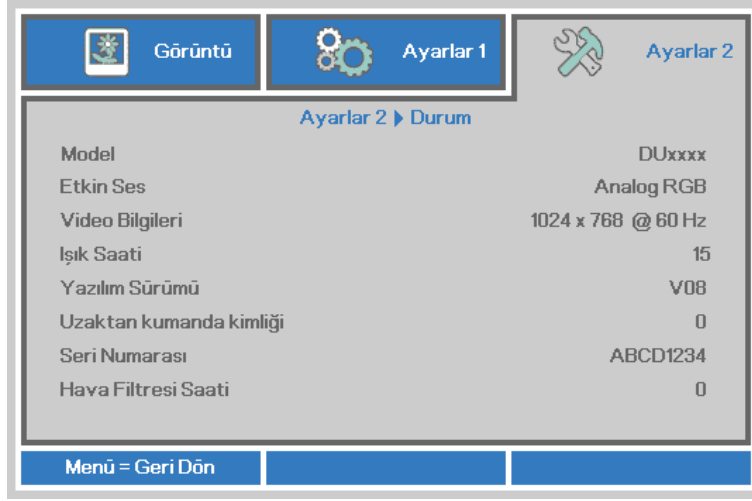 Görüntü Ayarlar 1 Ayarlar 2
Ayarlar 2 Durum
Model DUxxxx
Etkin Ses Analog RGB
Video Bilgileri 1024 x 768 @ 60 Hz
Işık Saati 15
Yazılım Sürümü V08
Uzaktan kumanda kimliği 0
Seri Numarası ABCD1234
Hava Filtresi Saati 0
Menü = Geri Dön